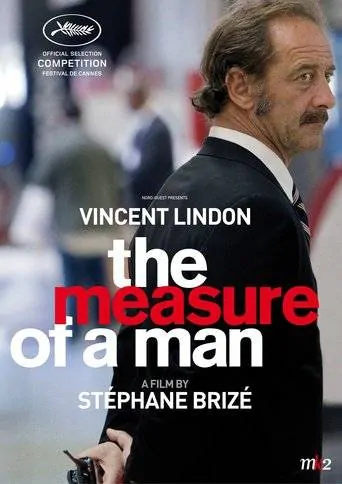 OFFICIAL SELECTION
COMPETITION
FESTIVAL DE CANNES
NORD-OUEST PRESENTS
VINCENT LINDON
the
measure
of a man
A FILM BY
STÉPHANE BRIZÉ
mk2